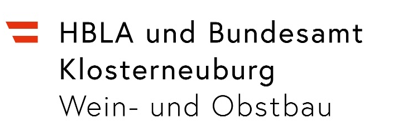 HBLA und Bundesamt
Klosterneuburg
Wein- und Obstbau